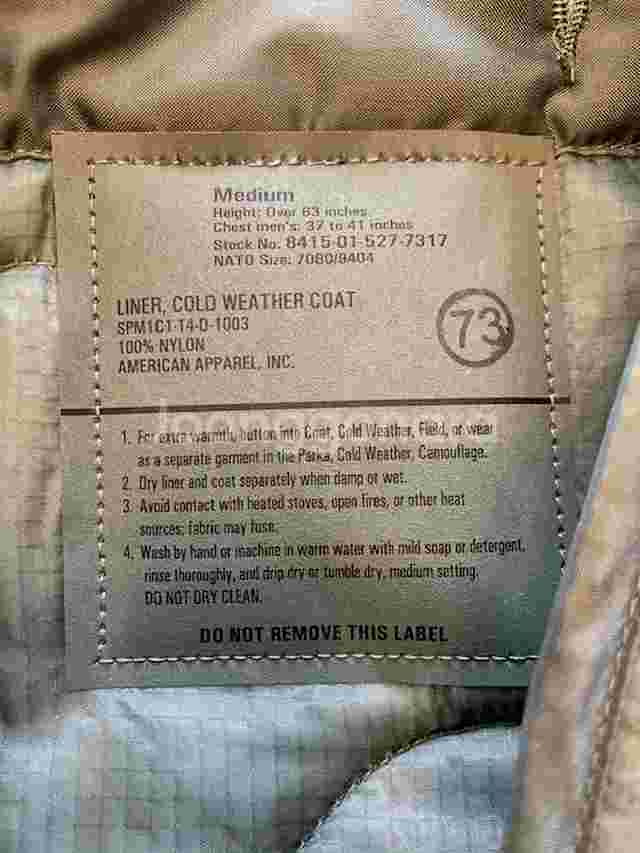 Medium
Height: Over 63 inches
Chest men's: 37 to 41 inches
Stock No: 8415-01-527-7317
NATO Size: 7080/9404
LINER, COLD WEATHER COAT
SPM1C1-14-D-1003
100% NYLON
AMERICAN APPAREL, INC.
73
1. For extra warmth, button into Coat, Cold Weather, Field, or wear
as a separate garment in the Parka, Cold Weather, Camouflage.
2. Dry liner and coat separately when damp or wet.
3. Avoid contact with heated stoves, open fires, or other heat
sources; fabric may fuse.
4. Wash by hand or machine in warm water with mild soap or detergent,
rinse thoroughly, and drip dry or tumble dry, medium setting.
DO NOT DRY CLEAN.
DO NOT REMOVE THIS LABEL